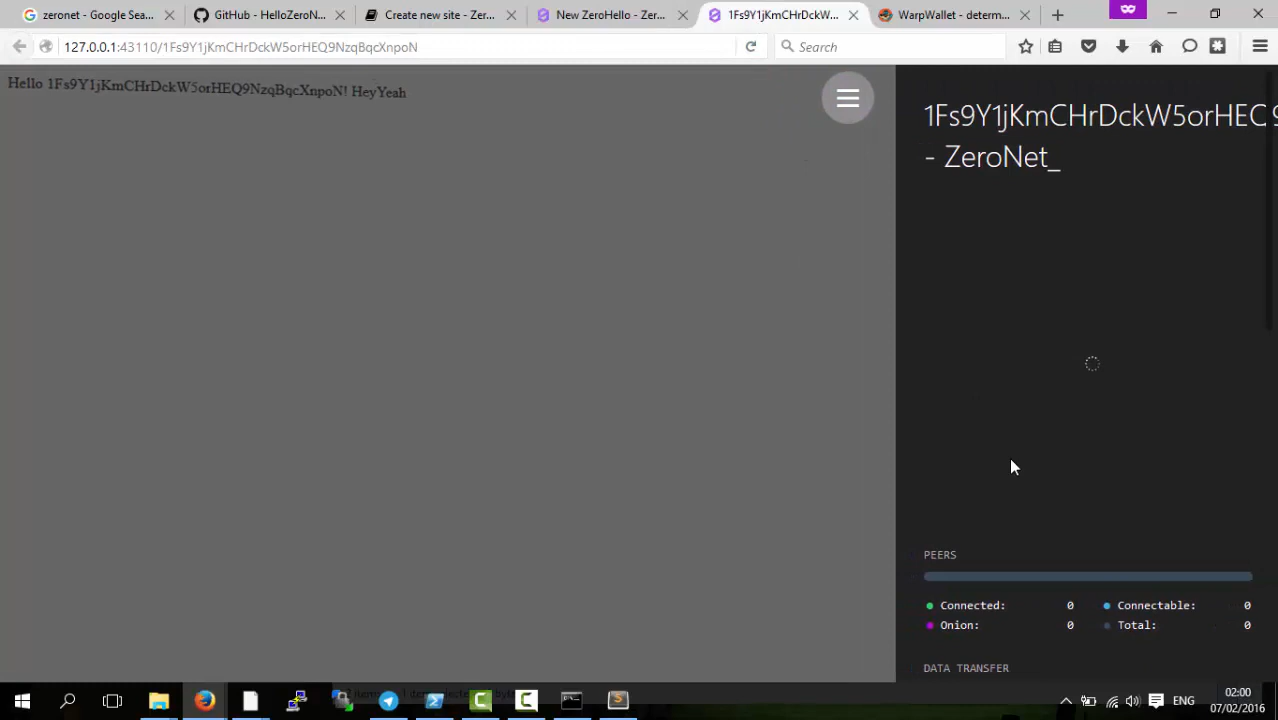 zeronet - Google Sea...
GitHub - HelloZeroN...
Create new site - Zer...
New ZeroHello - Zer...
1Fs9Y1jKmCHrDckW...
WarpWallet - determ...
127.0.0.1:43110/1Fs9Y1jKmCHrDckW5orHEQ9NzqBqcXnpoN
Search
Hello 1Fs9Y1jKmCHrDckW5orHEQ9NzqBqcXnpoN! HeyYeah
1Fs9Y1jKmCHrDckW5orHEQ9
- ZeroNet_
PEERS
Connected: 0
Connectable: 0
Onion: 0
Total: 0
DATA TRANSFER
ENG
02:00
07/02/2016